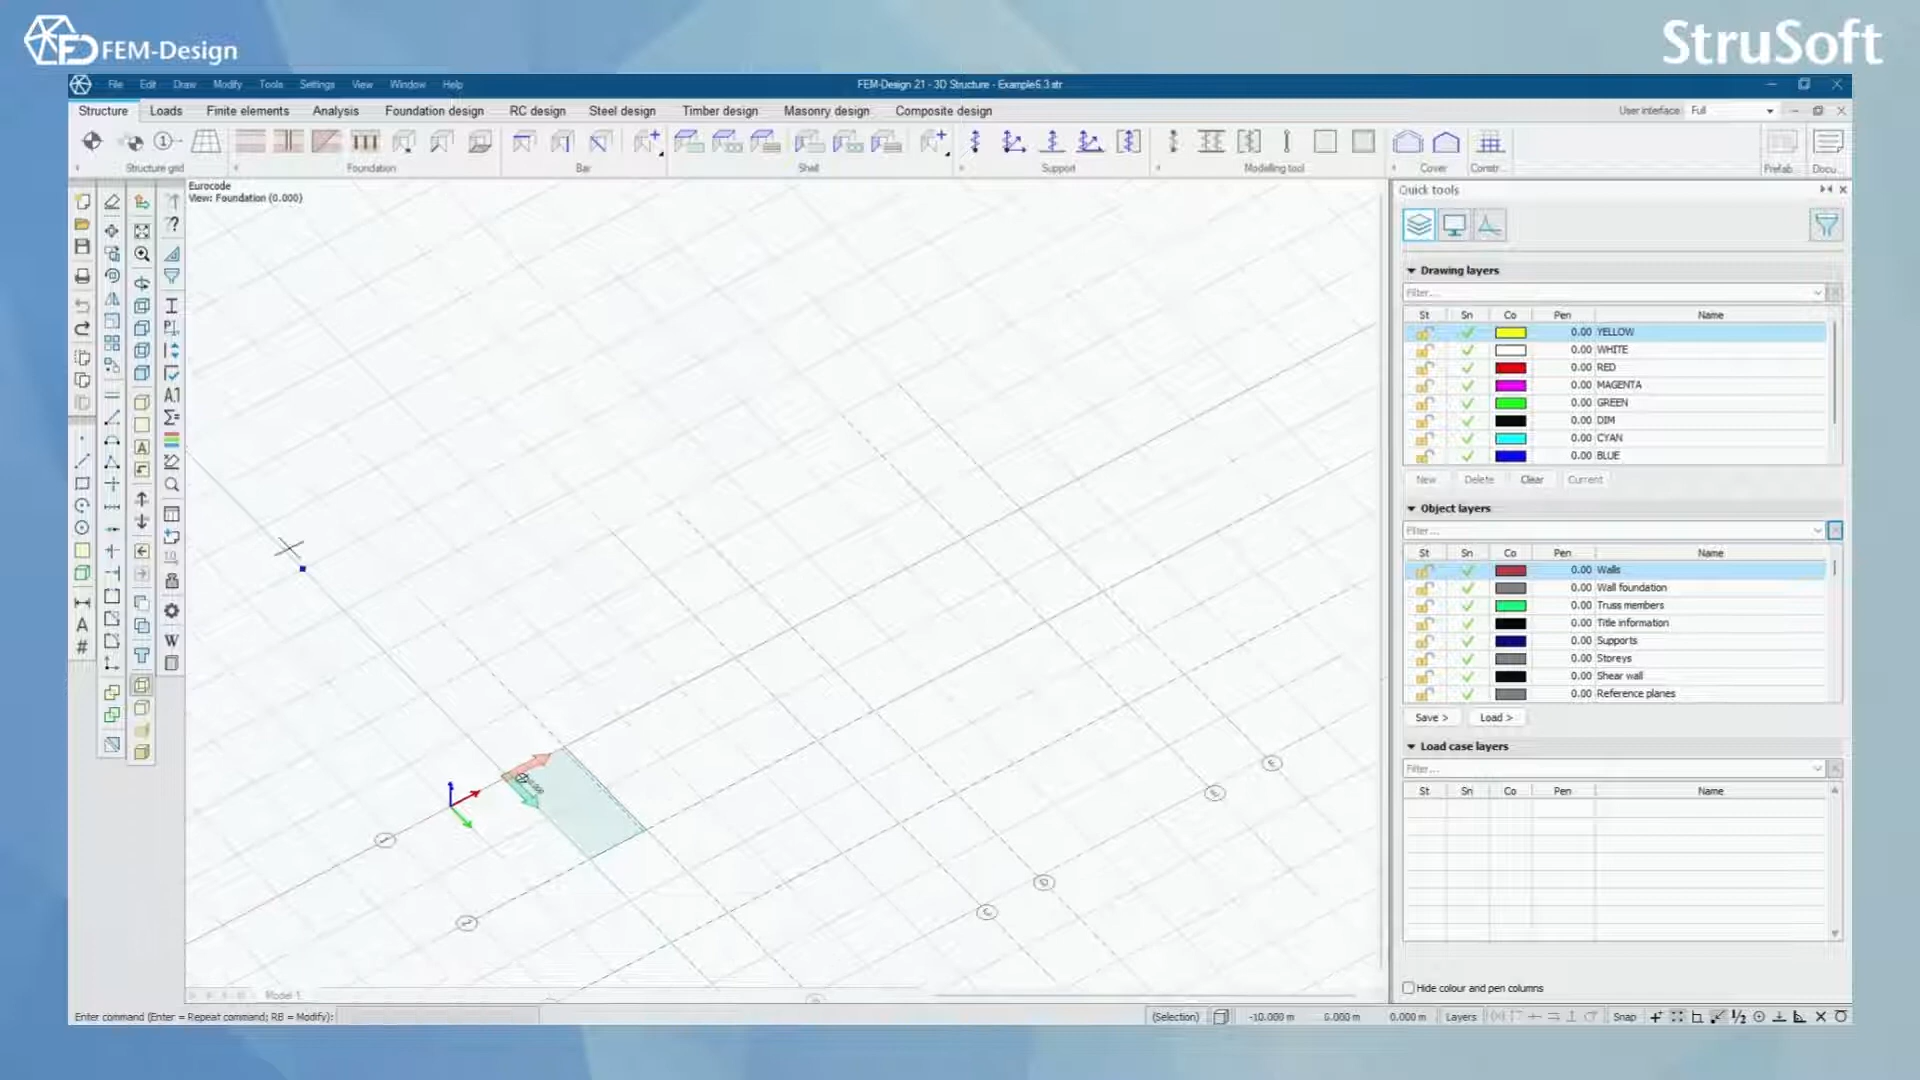 FEM-Design
StruSoft
File Edit Draw Modify Tools Settings View Window Help
FEM-Design 21 - 3D Structure - Example6.3.str
Structure Loads Finite elements Analysis Foundation design RC design Steel design Timber design Masonry design Composite design
User interface: Full
Structure grid Foundation Bar Shell Support Modelling tool Cover Constr... Prefab. Docu...
Eurocode
View: Foundation (0.000)
Quick tools
Drawing layers
Filter...
St Sn Co Pen Name
0.00 YELLOW
0.00 WHITE
0.00 RED
0.00 MAGENTA
0.00 GREEN
0.00 DIM
0.00 CYAN
0.00 BLUE
New Delete Clear Current
Object layers
Filter...
St Sn Co Pen Name
0.00 Walls
0.00 Wall foundation
0.00 Truss members
0.00 Title information
0.00 Supports
0.00 Storeys
0.00 Shear wall
0.00 Reference planes
Save > Load >
Load case layers
Filter...
St Sn Co Pen Name
1
2
C
D
Hide colour and pen columns
Model 1
Enter command (Enter = Repeat command; RB = Modify):
(Selection) -10.000 m 0.000 m 0.000 m Layers Snap